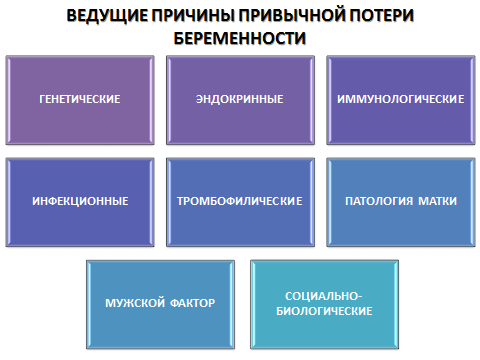 ВЕДУЩИЕ ПРИЧИНЫ ПРИВЫЧНОЙ ПОТЕРИ
БЕРЕМЕННОСТИ
ГЕНЕТИЧЕСКИЕ
ЭНДОКРИННЫЕ
ИММУНОЛОГИЧЕСКИЕ
ИНФЕКЦИОННЫЕ
ТРОМБОФИЛИЧЕСКИЕ
ПАТОЛОГИЯ МАТКИ
МУЖСКОЙ ФАКТОР
СОЦИАЛЬНО-
БИОЛОГИЧЕСКИЕ